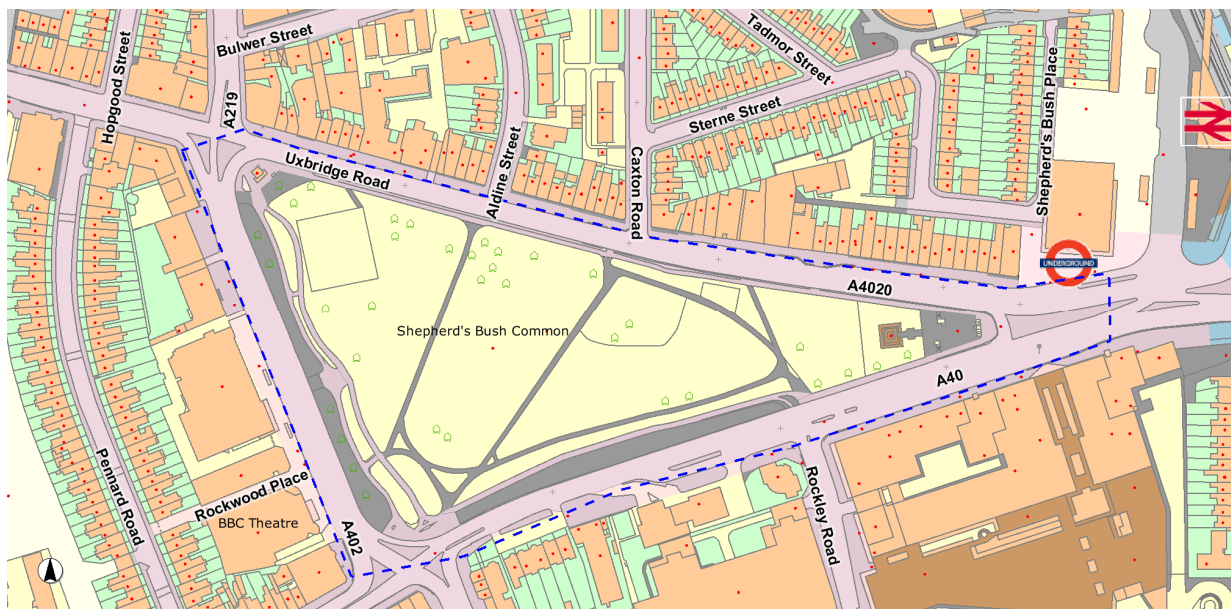 Bulwer Street
Hopgood Street
A219
Tadmor Street
Sterne Street
Shepherd's Bush Place
Uxbridge Road
Aldine Street
Caxton Road
UNDERGROUND
A4020
Shepherd's Bush Common
A40
Pennard Road
Rockwood Place
BBC Theatre
A402
Rockley Road